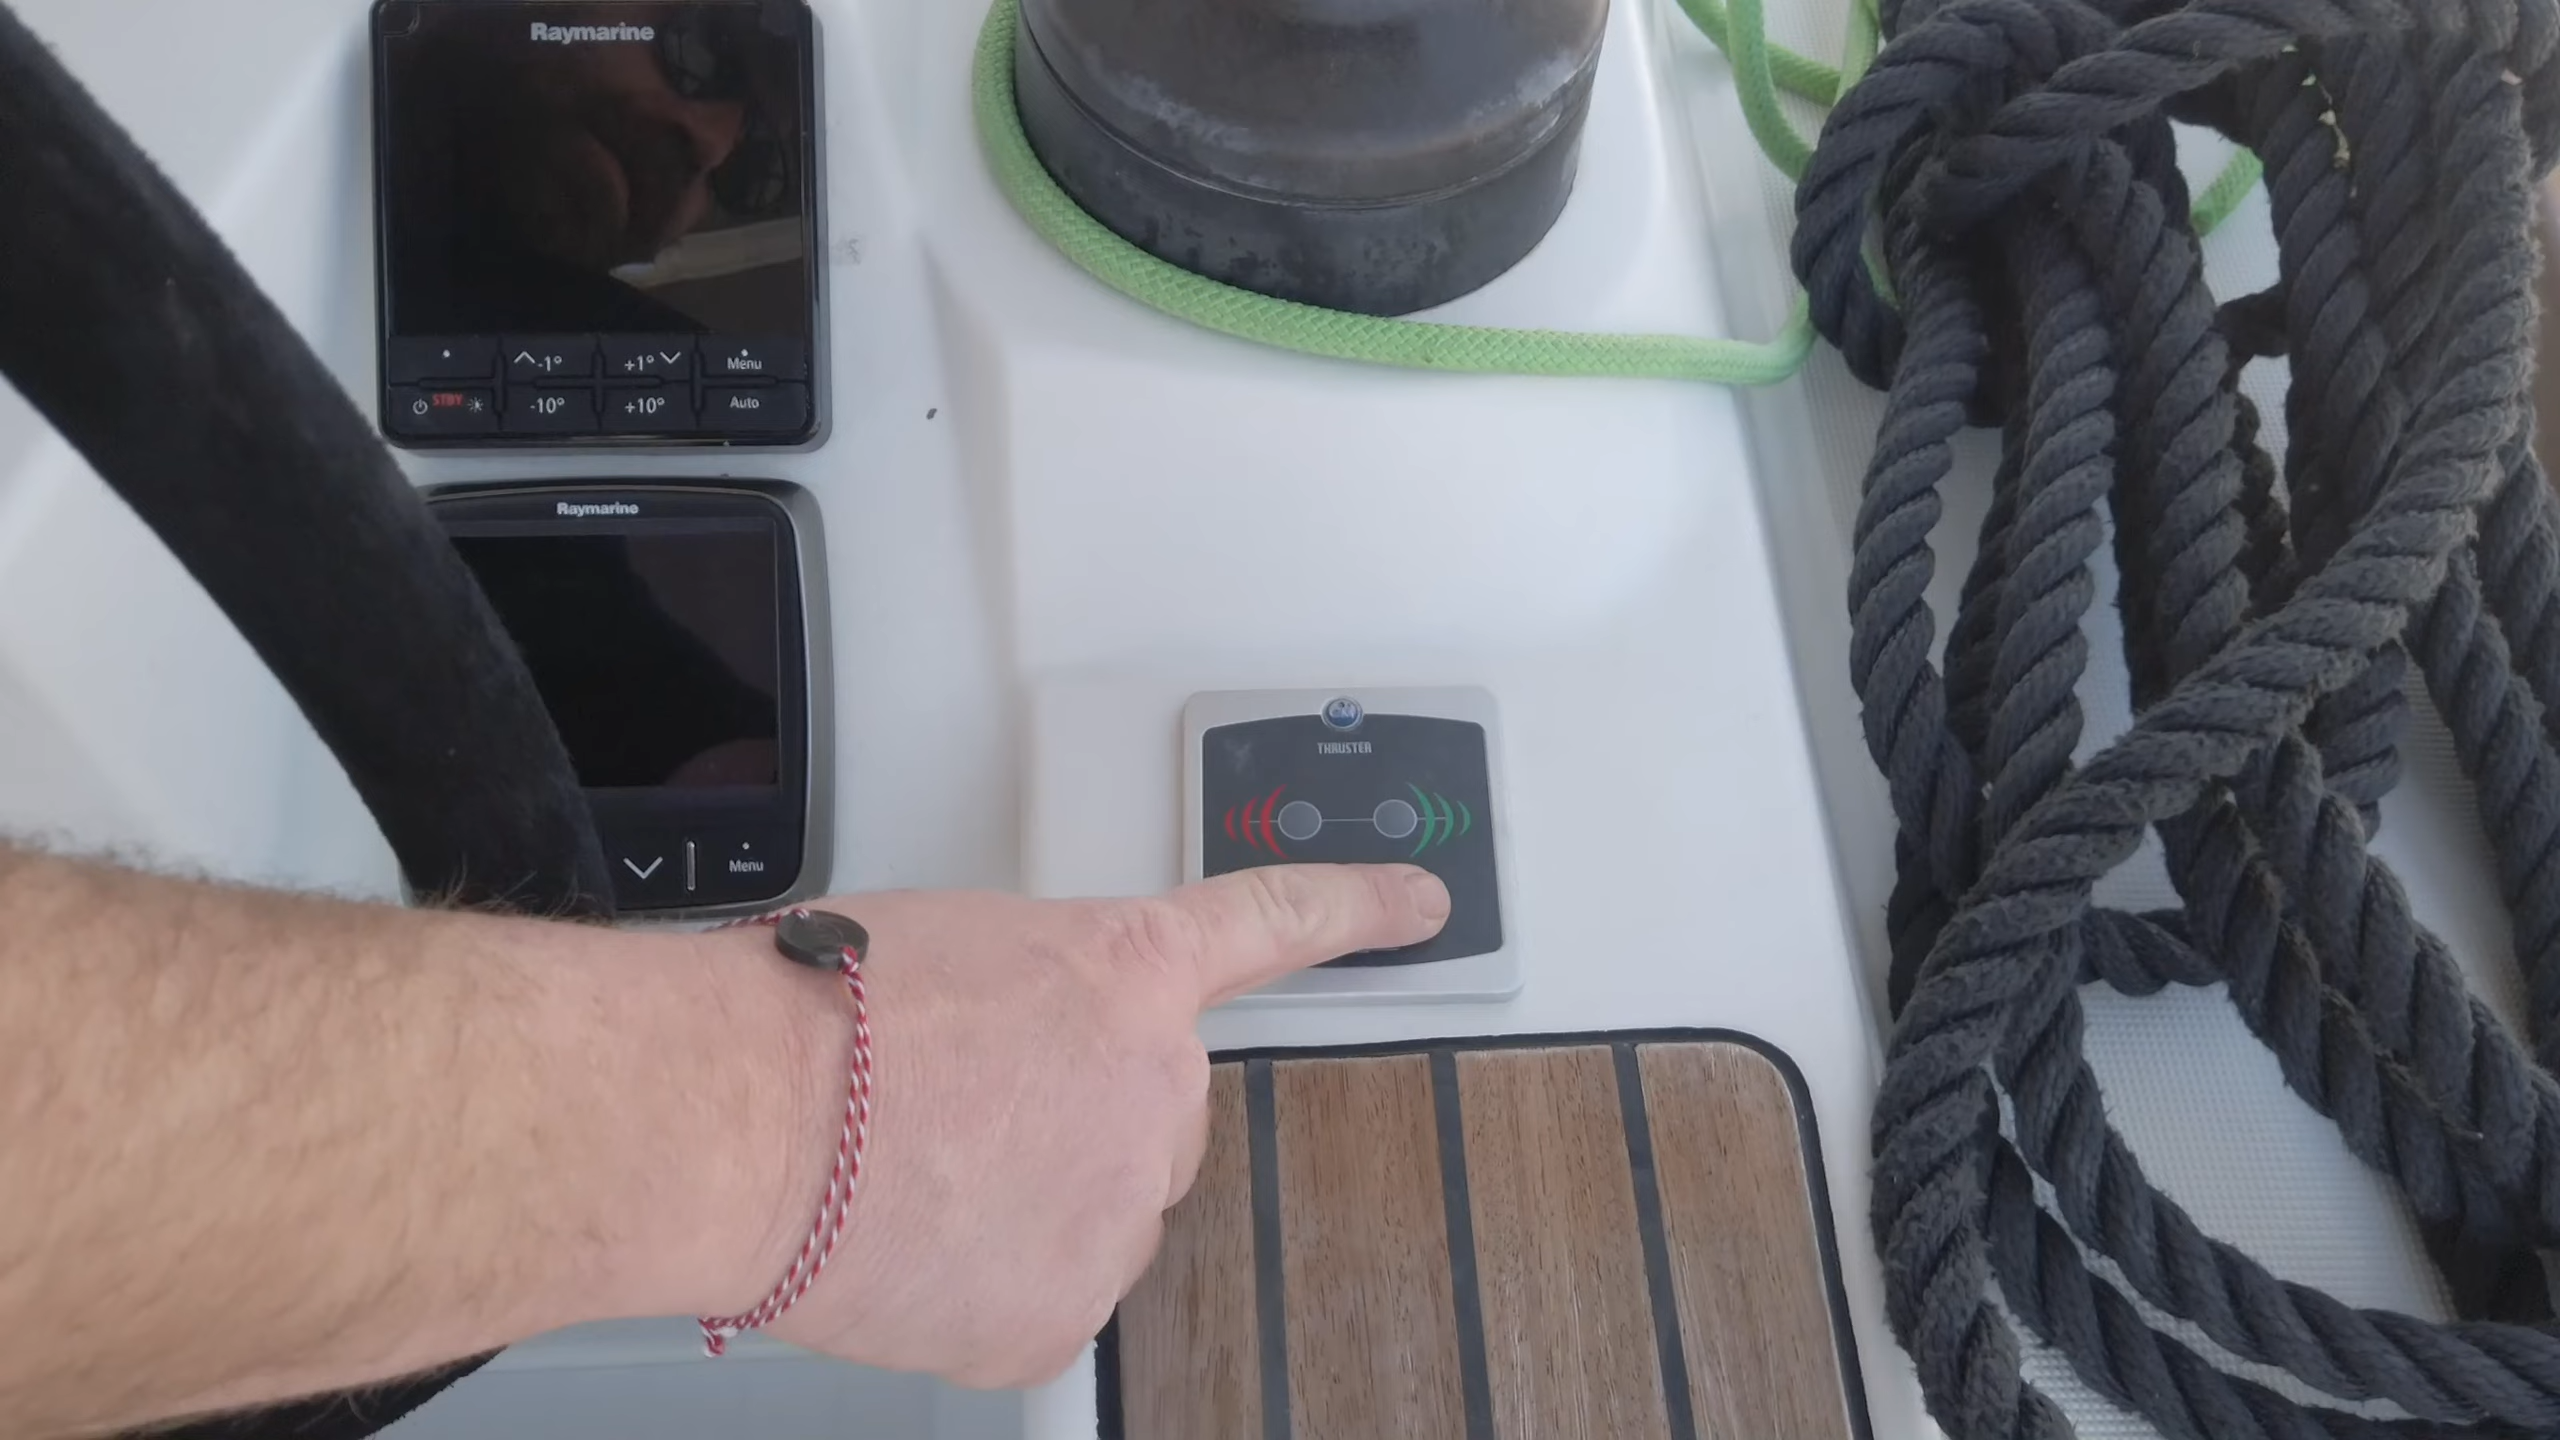 Raymarine
-1° +1° Menu
STBY -10° +10° Auto
Raymarine
Menu
THRUSTER